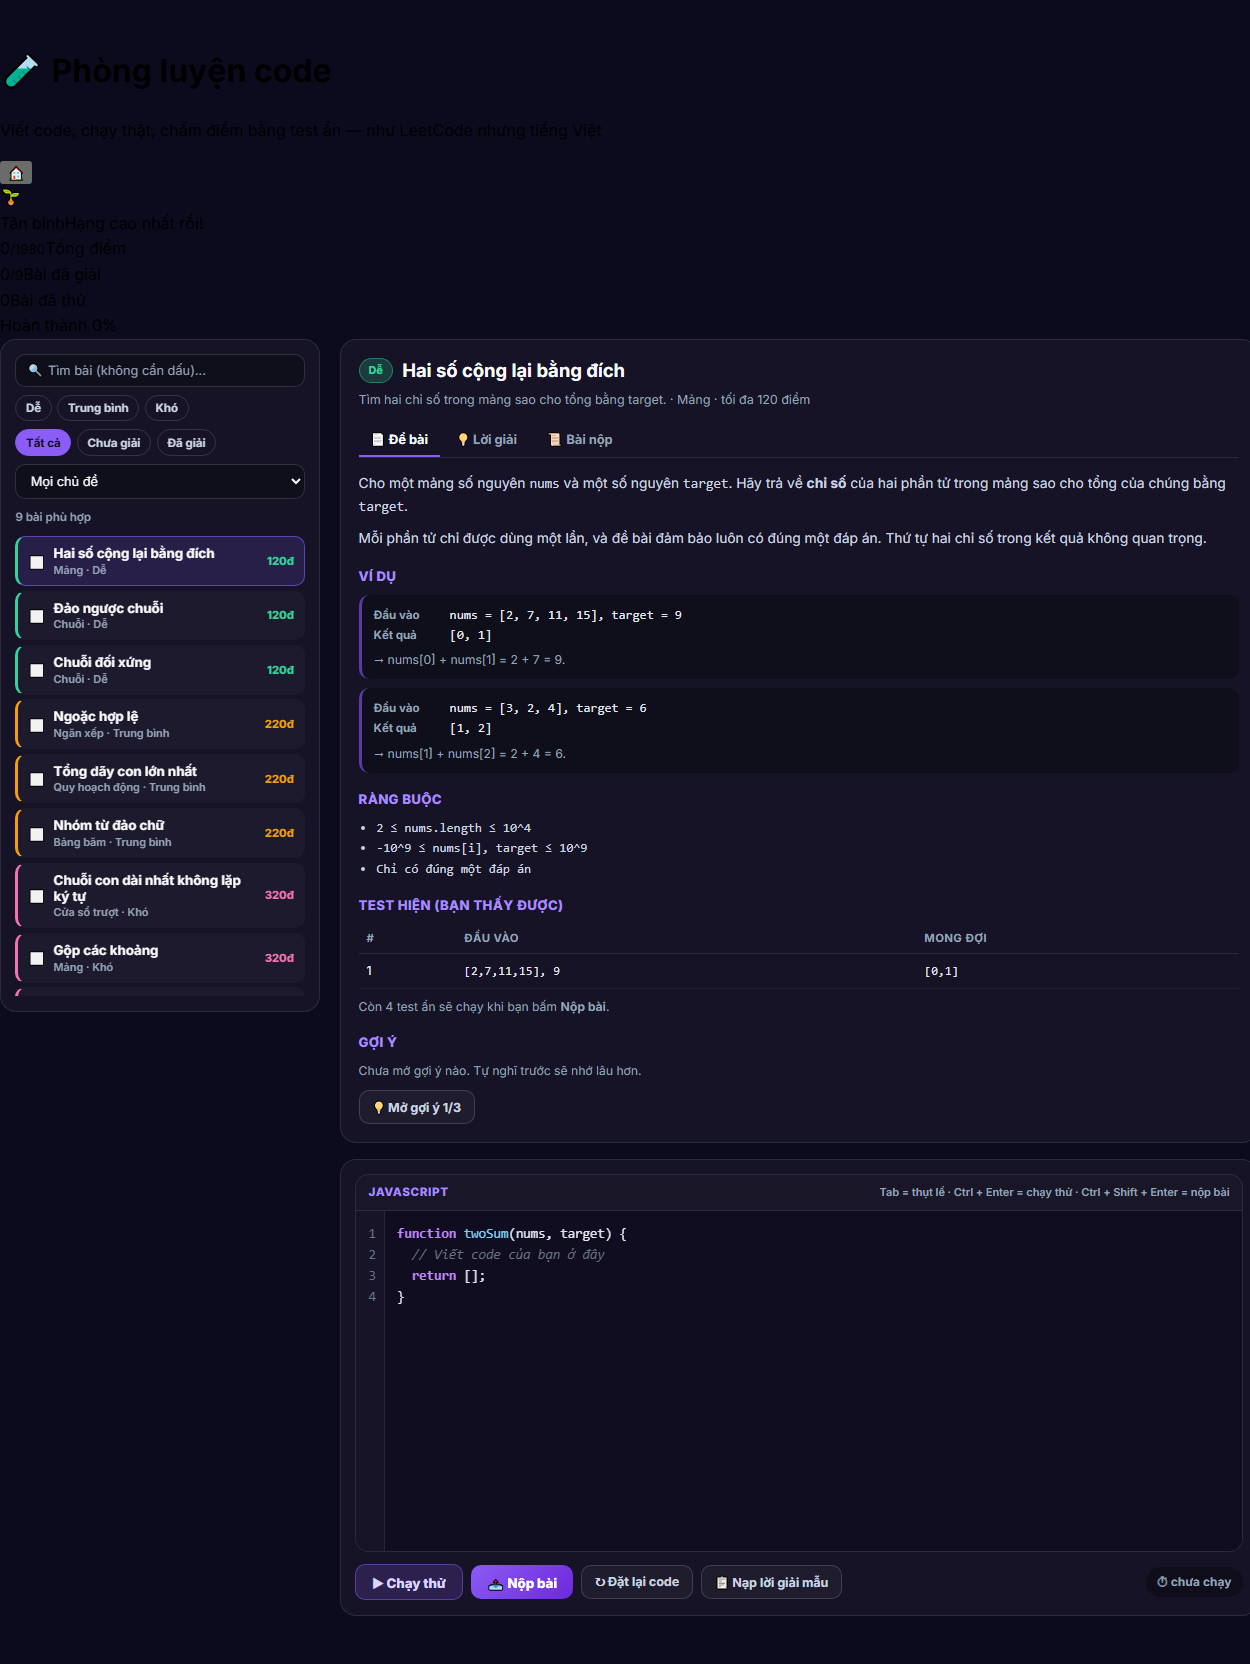 Phòng luyện code
Viết code, chạy thật, chấm điểm bằng test ẩn — như LeetCode nhưng tiếng Việt
Tân binhHạng cao nhất rồi!
0/1980Tổng điểm
0/9Bài đã giải
0Bài đã thử
Hoàn thành 0%
Tìm bài (không cần dấu)...
Dễ Trung bình Khó
Tất cả Chưa giải Đã giải
Mọi chủ đề
9 bài phù hợp
Hai số cộng lại bằng đích
Mảng · Dễ
120đ
Đảo ngược chuỗi
Chuỗi · Dễ
120đ
Chuỗi đối xứng
Chuỗi · Dễ
120đ
Ngoặc hợp lệ
Ngăn xếp · Trung bình
220đ
Tổng dãy con lớn nhất
Quy hoạch động · Trung bình
220đ
Nhóm từ đảo chữ
Bảng băm · Trung bình
220đ
Chuỗi con dài nhất không lặp
ký tự
Cửa sổ trượt · Khó
320đ
Gộp các khoảng
Mảng · Khó
320đ
Dễ Hai số cộng lại bằng đích
Tìm hai chỉ số trong mảng sao cho tổng bằng target. · Mảng · tối đa 120 điểm
Đề bài Lời giải Bài nộp
Cho một mảng số nguyên nums và một số nguyên target. Hãy trả về chỉ số của hai phần tử trong mảng sao cho tổng của chúng bằng
target.
Mỗi phần tử chỉ được dùng một lần, và đề bài đảm bảo luôn có đúng một đáp án. Thứ tự hai chỉ số trong kết quả không quan trọng.
VÍ DỤ
Đầu vào nums = [2, 7, 11, 15], target = 9
Kết quả [0, 1]
→ nums[0] + nums[1] = 2 + 7 = 9.
Đầu vào nums = [3, 2, 4], target = 6
Kết quả [1, 2]
→ nums[1] + nums[2] = 2 + 4 = 6.
RÀNG BUỘC
• 2 ≤ nums.length ≤ 10^4
• -10^9 ≤ nums[i], target ≤ 10^9
• Chỉ có đúng một đáp án
TEST HIỆN (BẠN THẤY ĐƯỢC)
# ĐẦU VÀO MONG ĐỢI
1 [2,7,11,15], 9 [0,1]
Còn 4 test ẩn sẽ chạy khi bạn bấm Nộp bài.
GỢI Ý
Chưa mở gợi ý nào. Tự nghĩ trước sẽ nhớ lâu hơn.
Mở gợi ý 1/3
JAVASCRIPT Tab = thụt lề · Ctrl + Enter = chạy thử · Ctrl + Shift + Enter = nộp bài
1 function twoSum(nums, target) {
2 // Viết code của bạn ở đây
3 return [];
4 }
▶ Chạy thử Nộp bài ↻ Đặt lại code Nạp lời giải mẫu ⏱ chưa chạy